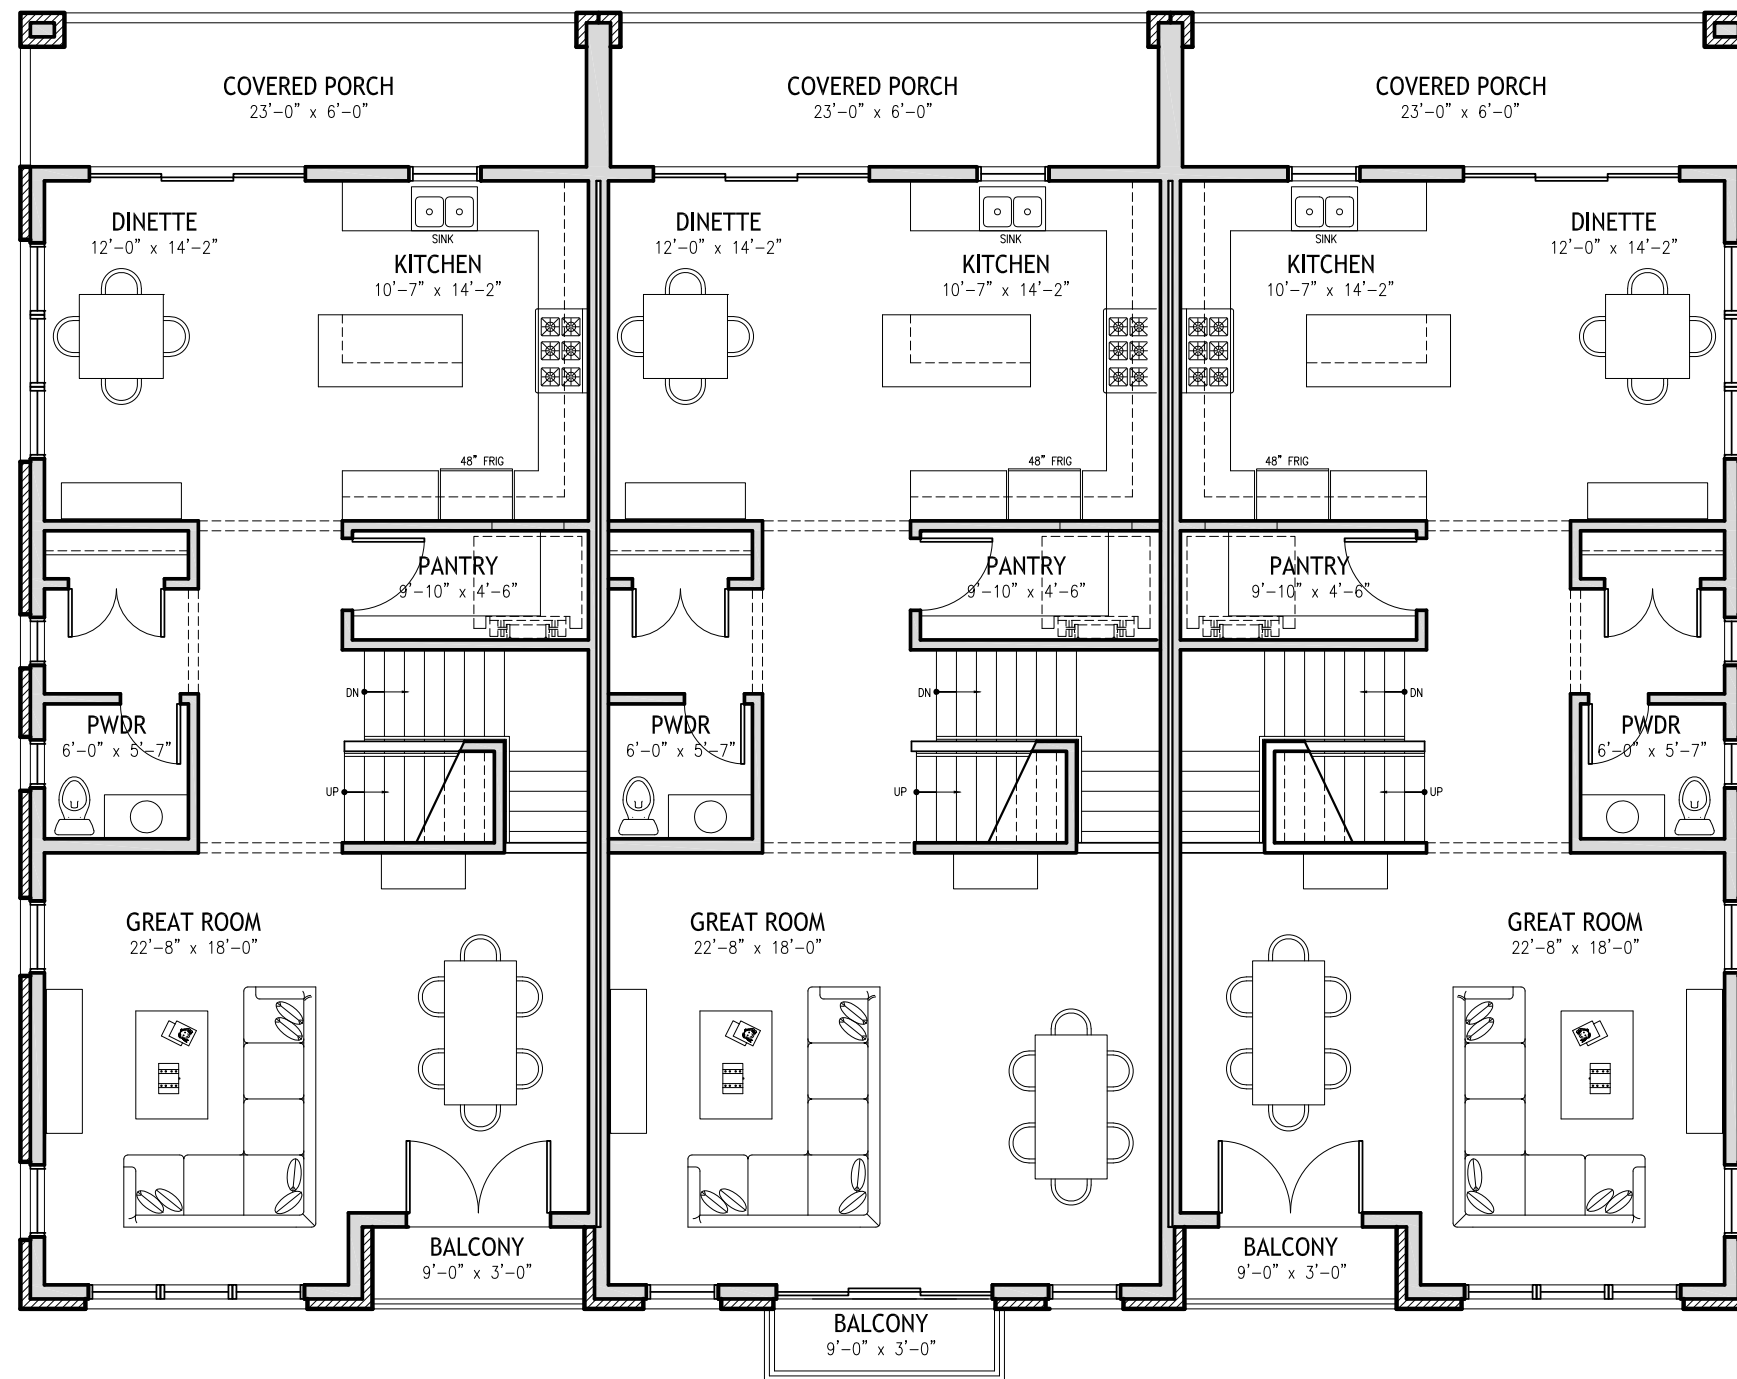 COVERED PORCH
23'-0" x 6'-0"
COVERED PORCH
23'-0" x 6'-0"
COVERED PORCH
23'-0" x 6'-0"
DINETTE
12'-0" x 14'-2"
SINK
KITCHEN
10'-7" x 14'-2"
DINETTE
12'-0" x 14'-2"
SINK
KITCHEN
10'-7" x 14'-2"
SINK
KITCHEN
10'-7" x 14'-2"
DINETTE
12'-0" x 14'-2"
48" FRIG
48" FRIG
48" FRIG
PANTRY
9'-10" x 4'-6"
PANTRY
9'-10" x 4'-6"
PANTRY
9'-10" x 4'-6"
DN
DN
DN
PWDR
6'-0" x 5'-7"
PWDR
6'-0" x 5'-7"
PWDR
6'-0" x 5'-7"
UP
UP
UP
GREAT ROOM
22'-8" x 18'-0"
GREAT ROOM
22'-8" x 18'-0"
GREAT ROOM
22'-8" x 18'-0"
BALCONY
9'-0" x 3'-0"
BALCONY
9'-0" x 3'-0"
BALCONY
9'-0" x 3'-0"